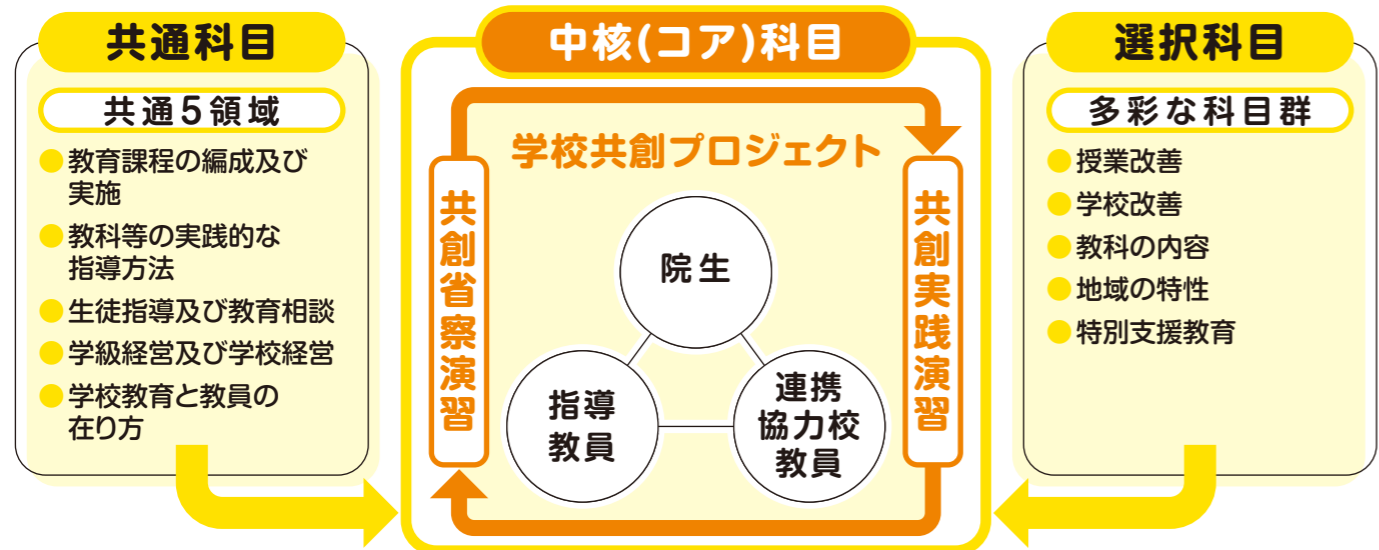 共通科目
共通5領域
●教育課程の編成及び
実施
●教科等の実践的な
指導方法
●生徒指導及び教育相談
●学級経営及び学校経営
●学校教育と教員の
在り方
中核(コア)科目
学校共創プロジェクト
共創省察演習
院生
指導
教員
連携
協力校
教員
共創実践演習
選択科目
多彩な科目群
●授業改善
●学校改善
●教科の内容
●地域の特性
●特別支援教育